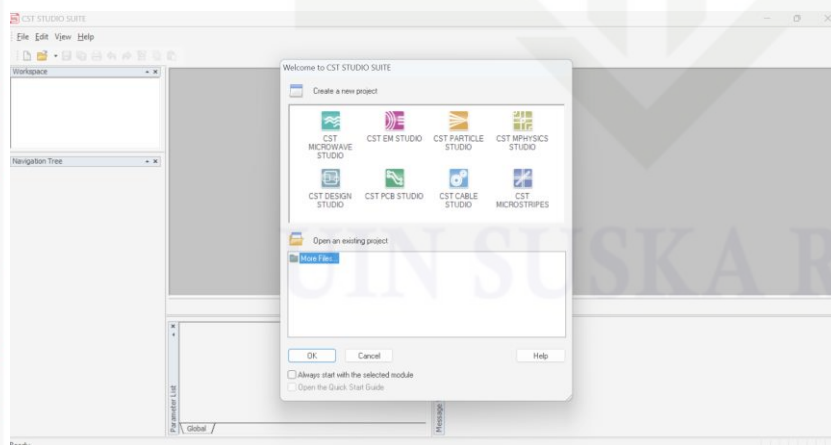 CST STUDIO SUITE
File Edit View Help
Workspace
Navigation Tree
Welcome to CST STUDIO SUITE
Create a new project
CST MICROWAVE STUDIO
CST EM STUDIO
CST PARTICLE STUDIO
CST MPHYSICS STUDIO
CST DESIGN STUDIO
CST PCB STUDIO
CST CABLE STUDIO
CST MICROSTRIPES
Open an existing project
More Files...
OK Cancel Help
Always start with the selected module
Open the Quick Start Guide
Parameter List
Global
Message
Ready
UIN SUSKA R